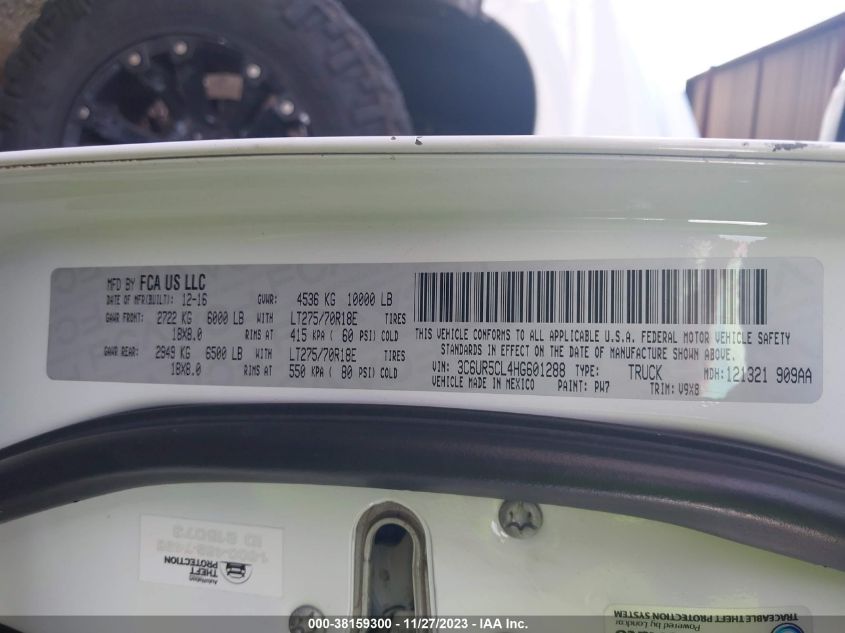 MFD BY FCA US LLC
DATE OF MFR(BUILT): 12-16 GVWR: 4536 KG 10000 LB
GAWR FRONT: 2722 KG 6000 LB WITH LT275/70R18E TIRES
18X8.0 RIMS AT 415 KPA ( 60 PSI) COLD
GAWR REAR: 2949 KG 6500 LB WITH LT275/70R18E TIRES
18X8.0 RIMS AT 550 KPA ( 80 PSI) COLD
THIS VEHICLE CONFORMS TO ALL APPLICABLE U.S.A. FEDERAL MOTOR VEHICLE SAFETY
STANDARDS IN EFFECT ON THE DATE OF MANUFACTURE SHOWN ABOVE.
VIN: 3C6UR5CL4HG601288 TYPE: TRUCK MDH: 121321 909AA
VEHICLE MADE IN MEXICO PAINT: PW7 TRIM: V9X8
AutoNation
THEFT
PROTECTION
TRACEABLE THEFT PROTECTION SYSTEM
Powered by
000-38159300 - 11/27/2023 - IAA Inc.